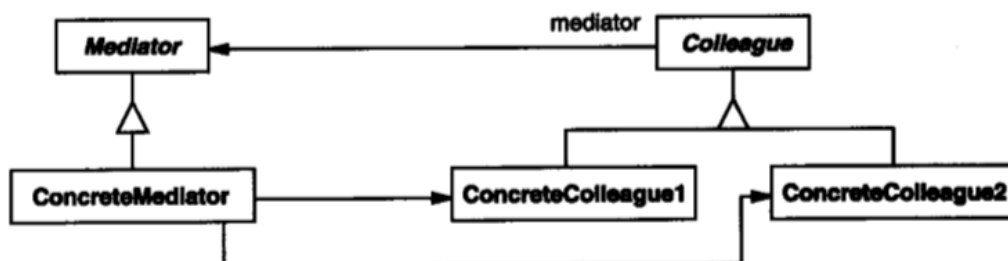 mediator
Mediator
Colleague
ConcreteMediator
ConcreteColleague1
ConcreteColleague2